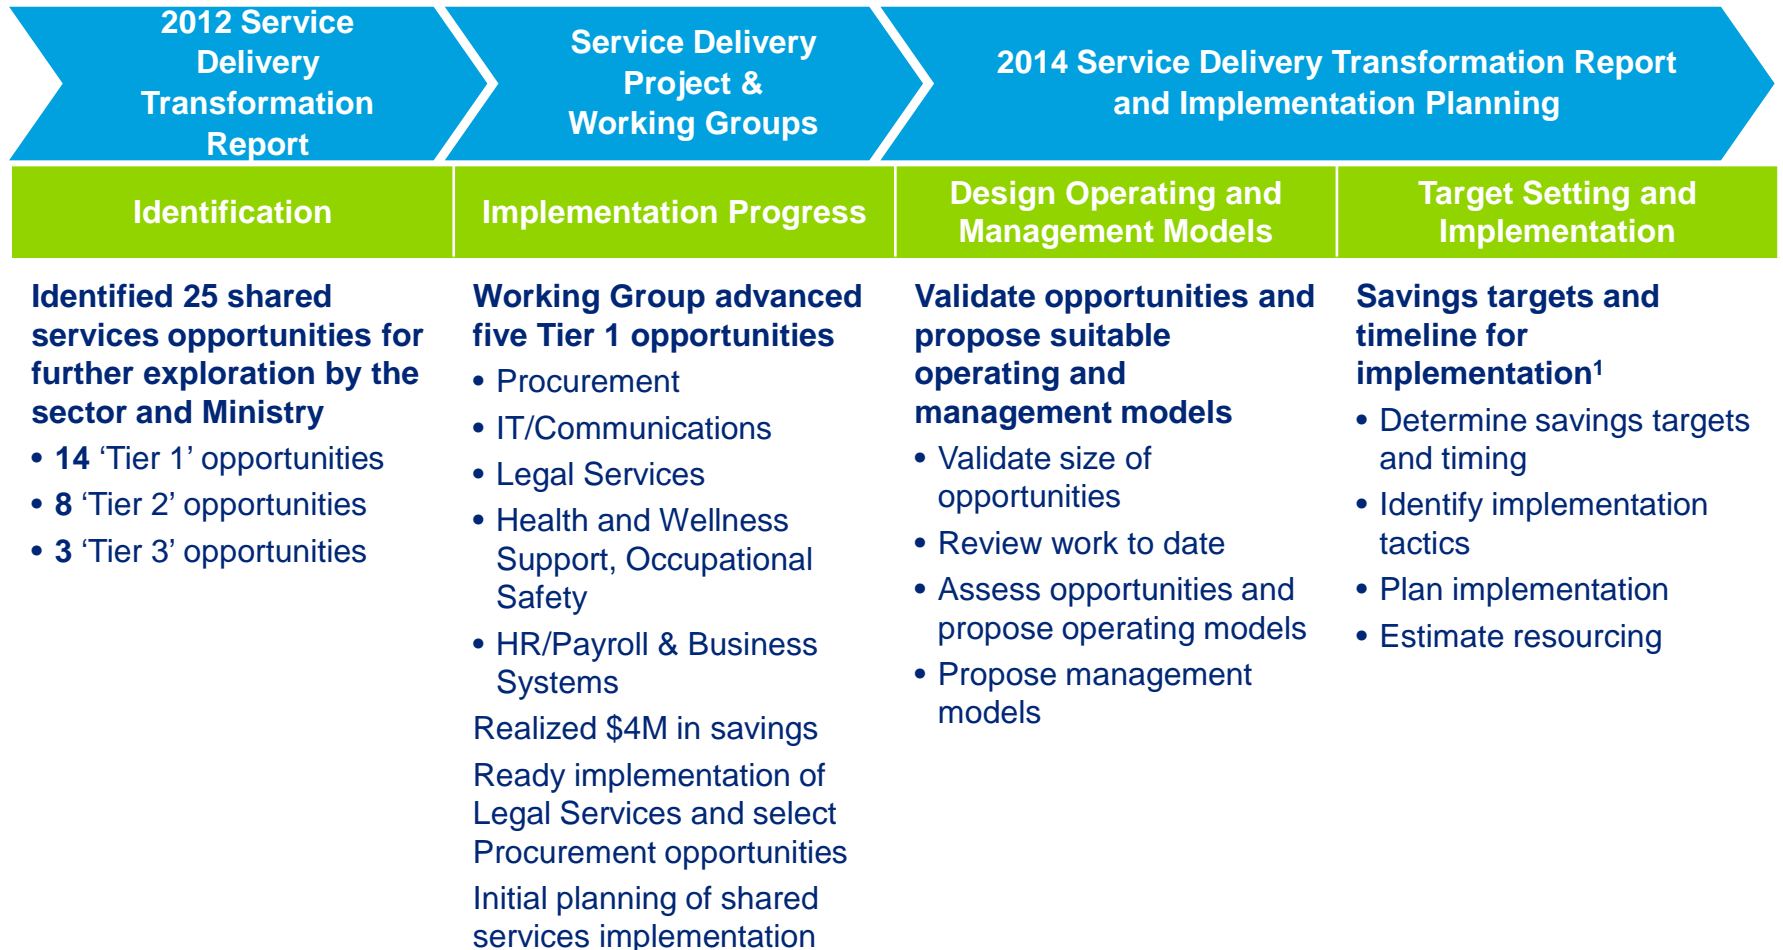 2012 Service
Delivery
Transformation
Report
Service Delivery
Project &
Working Groups
2014 Service Delivery Transformation Report
and Implementation Planning
Identification
Implementation Progress
Design Operating and
Management Models
Target Setting and
Implementation
Identified 25 shared
services opportunities for
further exploration by the
sector and Ministry
• 14 ‘Tier 1’ opportunities
• 8 ‘Tier 2’ opportunities
• 3 ‘Tier 3’ opportunities
Working Group advanced
five Tier 1 opportunities
• Procurement
• IT/Communications
• Legal Services
• Health and Wellness
Support, Occupational
Safety
• HR/Payroll & Business
Systems
Realized $4M in savings
Ready implementation of
Legal Services and select
Procurement opportunities
Initial planning of shared
services implementation
Validate opportunities and
propose suitable
operating and
management models
• Validate size of
opportunities
• Review work to date
• Assess opportunities and
propose operating models
• Propose management
models
Savings targets and
timeline for
implementation¹
• Determine savings targets
and timing
• Identify implementation
tactics
• Plan implementation
• Estimate resourcing